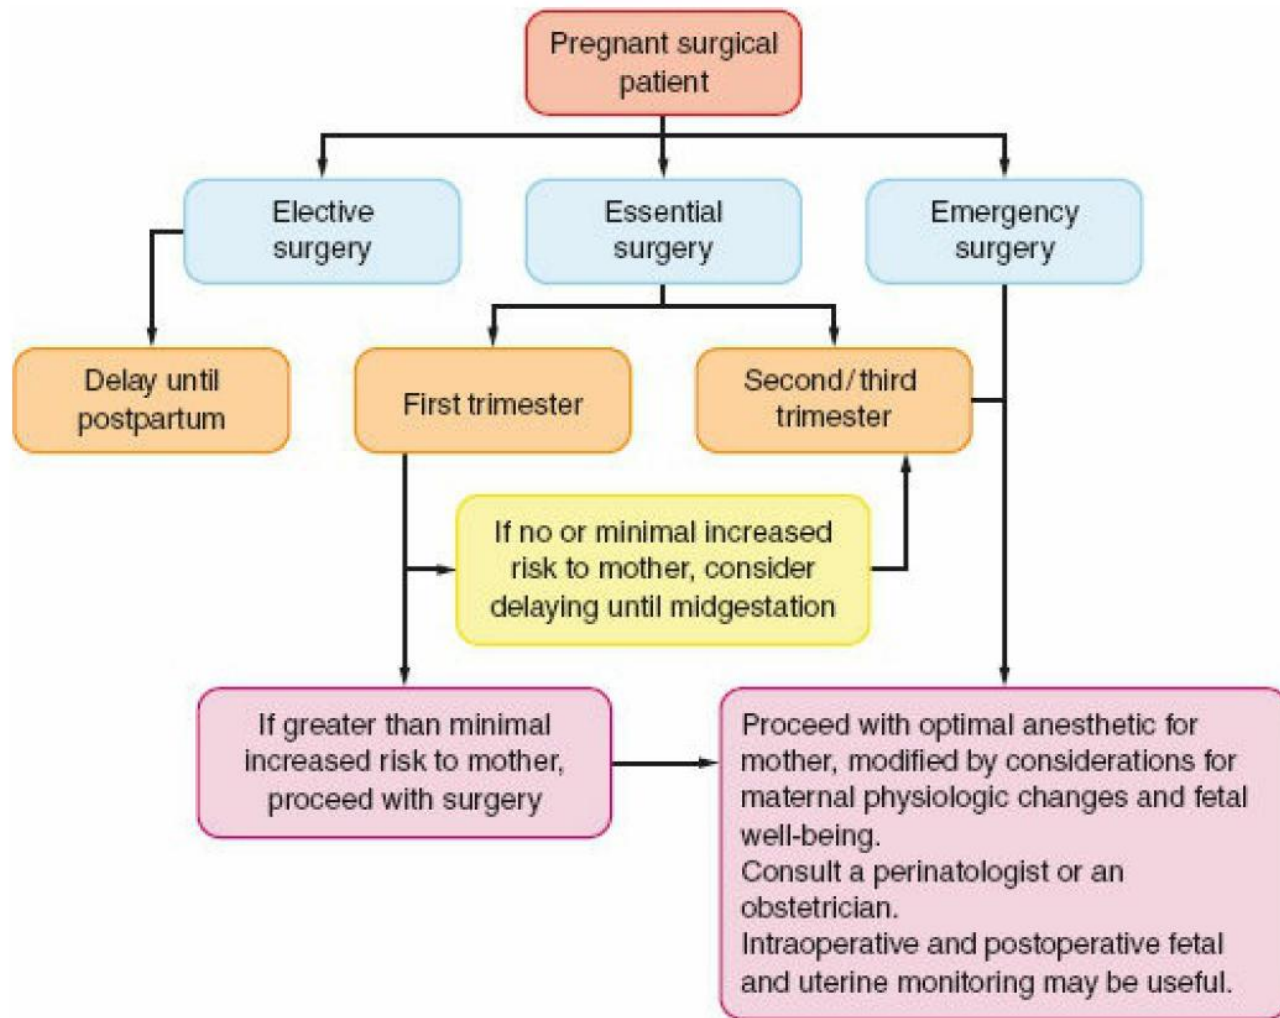 Pregnant surgical
patient
Elective
surgery
Essential
surgery
Emergency
surgery
Delay until
postpartum
First trimester
Second/third
trimester
If no or minimal increased
risk to mother, consider
delaying until midgestation
If greater than minimal
increased risk to mother,
proceed with surgery
Proceed with optimal anesthetic for
mother, modified by considerations for
maternal physiologic changes and fetal
well-being.
Consult a perinatologist or an
obstetrician.
Intraoperative and postoperative fetal
and uterine monitoring may be useful.